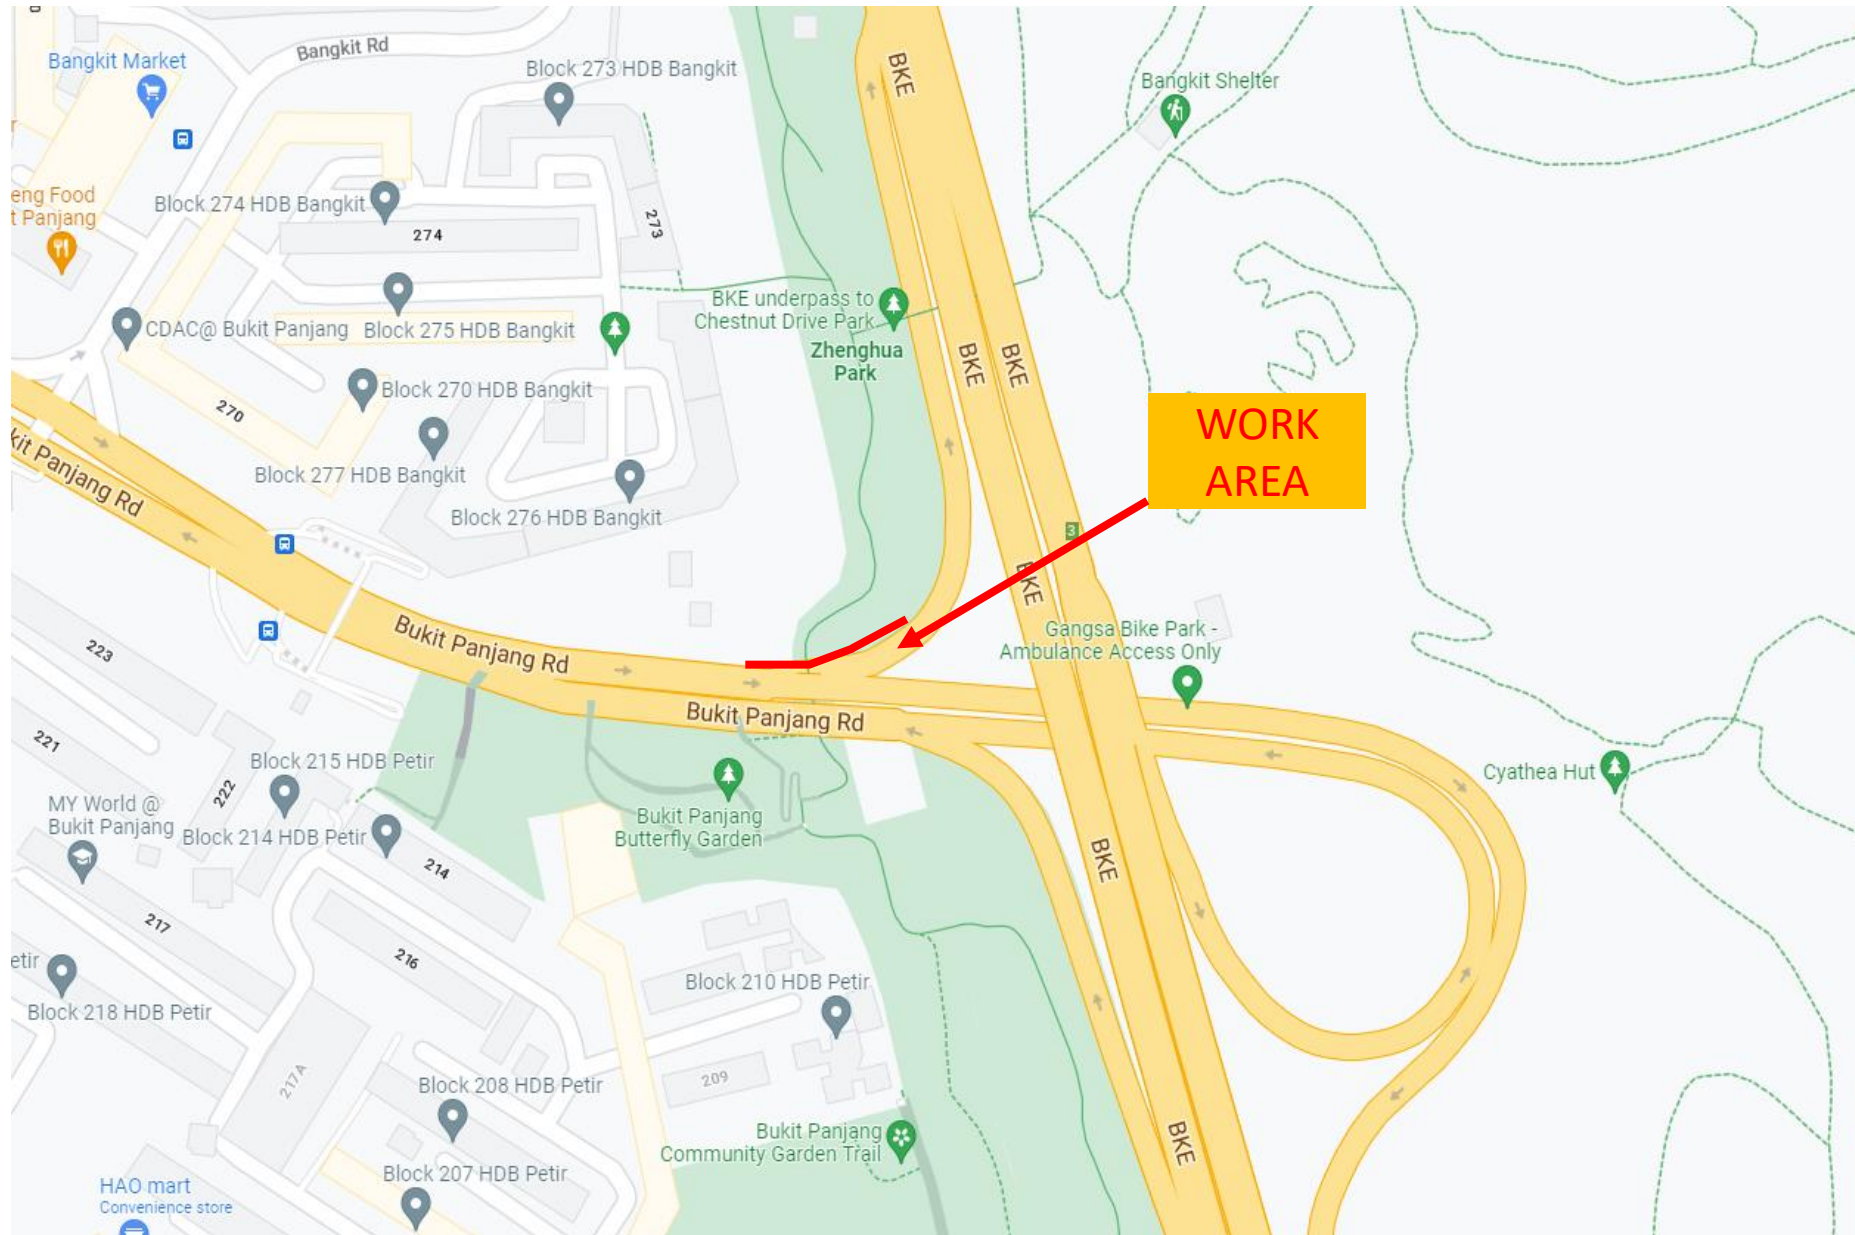 Bangkit Rd
Bangkit Market
Block 273 HDB Bangkit
BKE
Bangkit Shelter
eng Food
t Panjang
Block 274 HDB Bangkit
274
273
BKE underpass to
Chestnut Drive Park
CDAC@ Bukit Panjang
Block 275 HDB Bangkit
Zhenghua
Park
BKE
BKE
Block 270 HDB Bangkit
270
WORK
AREA
kit Panjang Rd
Block 277 HDB Bangkit
Block 276 HDB Bangkit
3
BKE
Bukit Panjang Rd
Gangsa Bike Park -
Ambulance Access Only
223
Bukit Panjang Rd
221
222
Block 215 HDB Petir
Cyathea Hut
MY World @
Bukit Panjang
Block 214 HDB Petir
214
Bukit Panjang
Butterfly Garden
BKE
217
216
etir
Block 218 HDB Petir
Block 210 HDB Petir
217A
209
Block 208 HDB Petir
Bukit Panjang
Community Garden Trail
BKE
Block 207 HDB Petir
HAO mart
Convenience store